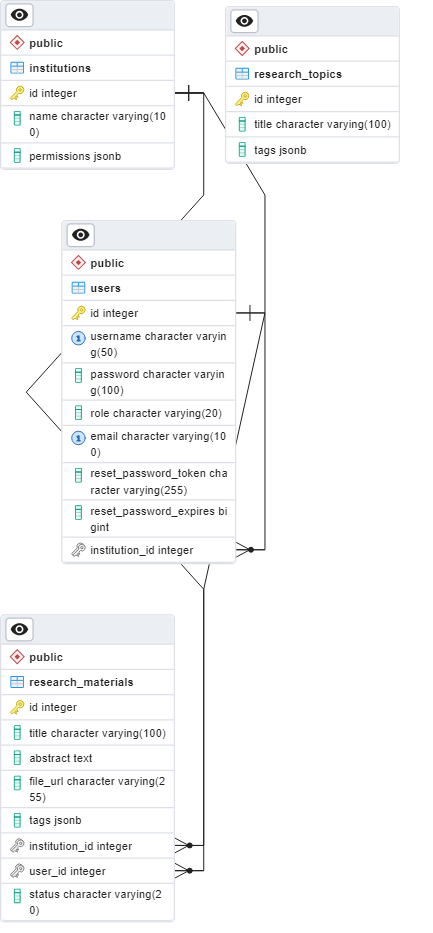 public
institutions
id integer
name character varying(10
0)
permissions jsonb
public
research_topics
id integer
title character varying(100)
tags jsonb
public
users
id integer
1
username character varyin
g(50)
password character varyin
g(100)
role character varying(20)
1
email character varying(10
0)
reset_password_token cha
racter varying(255)
reset_password_expires bi
gint
institution_id integer
public
research_materials
id integer
title character varying(100)
abstract text
file_url character varying(2
55)
tags jsonb
institution_id integer
user_id integer
status character varying(2
0)